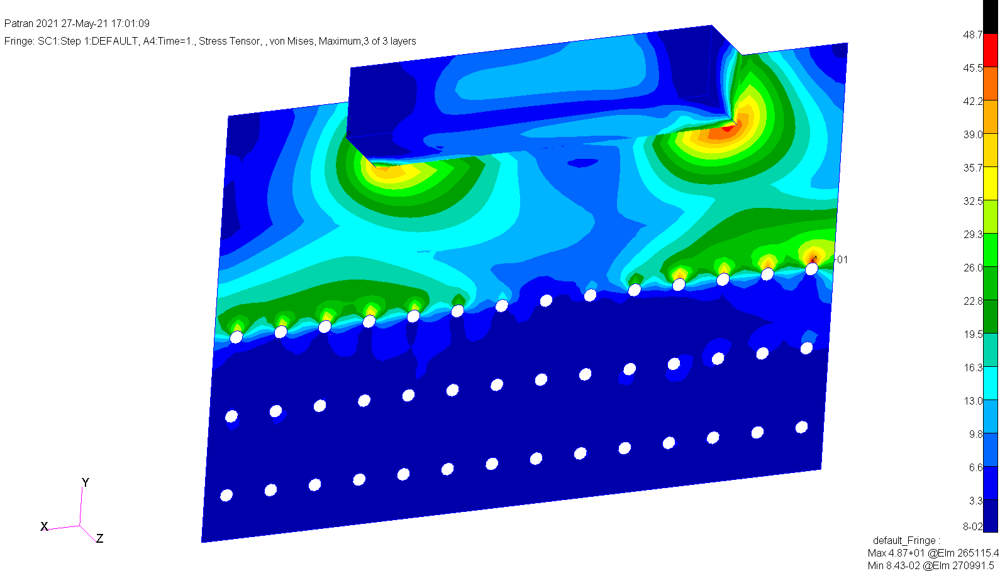 Patran 2021 27-May-21 17:01:09
Fringe: SC1:Step 1:DEFAULT, A4:Time=1., Stress Tensor, , von Mises, Maximum,3 of 3 layers
48.7
45.5
42.2
39.0
35.7
32.5
29.3
26.0
22.8
19.5
16.3
13.0
9.8
6.6
3.3
8-02
01
Y
X
Z
default_Fringe :
Max 4.87+01 @Elm 265115.4
Min 8.43-02 @Elm 270991.5